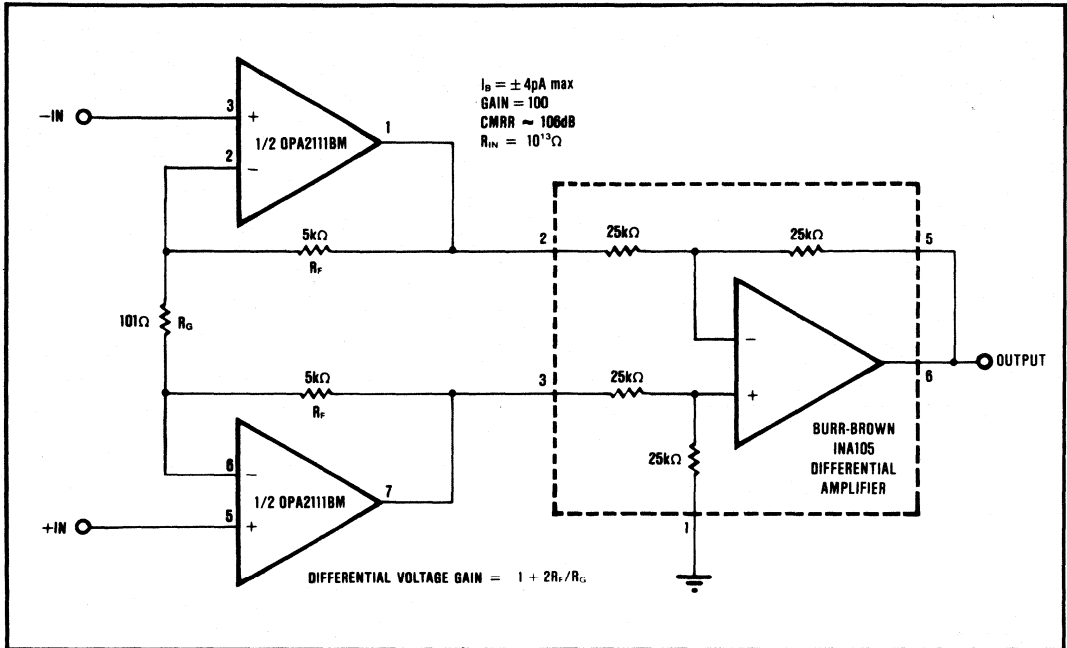 I_B = ± 4pA max
GAIN = 100
CMRR ≈ 106dB
R_IN = 10¹³Ω
−IN
3
+
1/2 OPA2111BM
1
2
−
5kΩ
R_F
101Ω
R_G
5kΩ
R_F
6
−
1/2 OPA2111BM
7
+IN
5
+
DIFFERENTIAL VOLTAGE GAIN = 1 + 2R_F/R_G
2
25kΩ
25kΩ
5
−
3
25kΩ
+
6
OUTPUT
25kΩ
1
BURR-BROWN
INA105
DIFFERENTIAL
AMPLIFIER